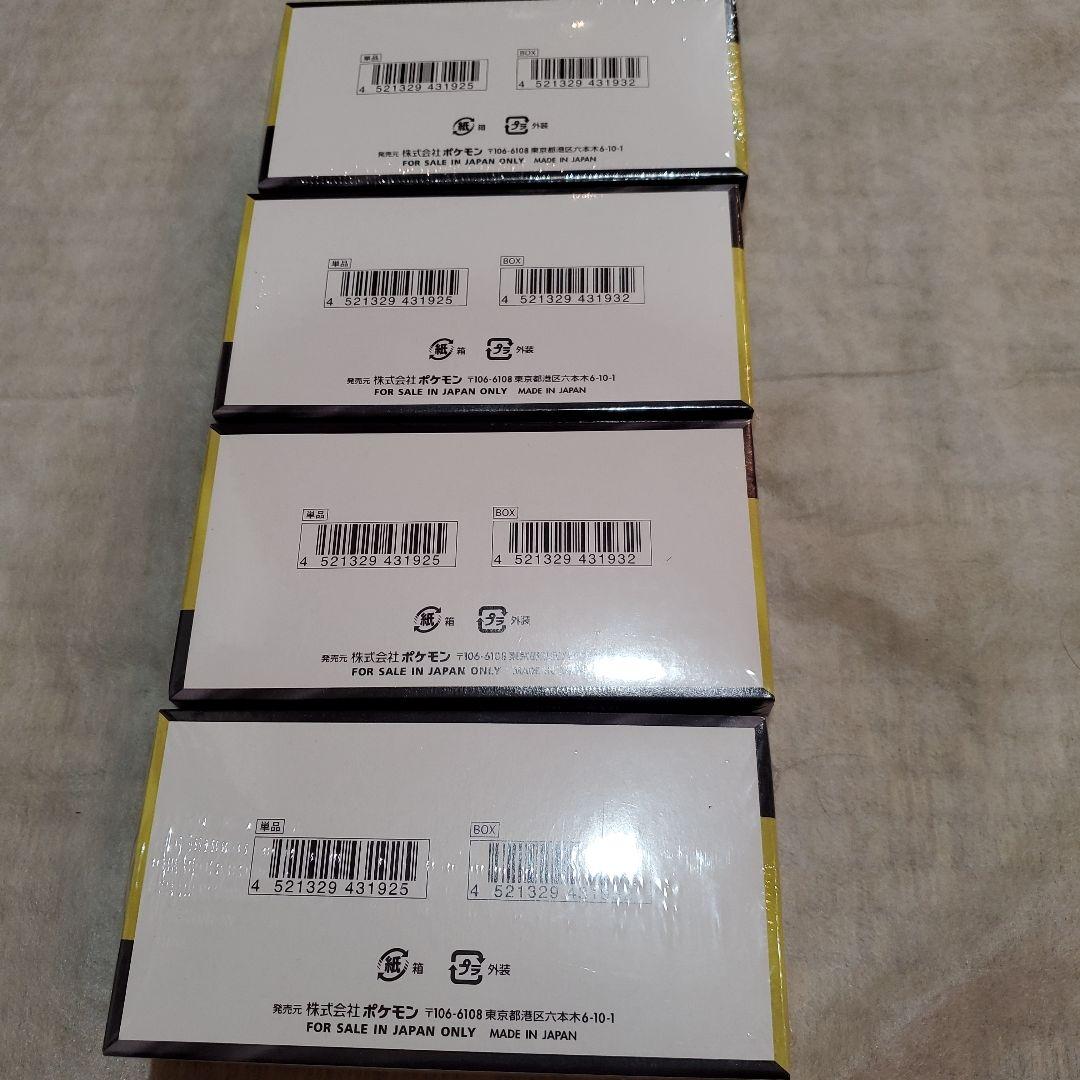 単品 BOX
4 521329 431925 4 521329 431932
紙 箱 プラ 外装
発売元 株式会社ポケモン 〒106-6108 東京都港区六本木6-10-1
FOR SALE IN JAPAN ONLY MADE IN JAPAN
単品 BOX
4 521329 431925 4 521329 431932
紙 箱 プラ 外装
発売元 株式会社ポケモン 〒106-6108 東京都港区六本木6-10-1
FOR SALE IN JAPAN ONLY MADE IN JAPAN
単品 BOX
4 521329 431925 4 521329 431932
紙 箱 プラ 外装
発売元 株式会社ポケモン 〒106-6108
FOR SALE IN JAPAN ONLY MADE IN
単品 BOX
4 521329 431925 4 521329
紙 箱 プラ 外装
発売元 株式会社ポケモン 〒106-6108 東京都港区六本木6-10-1
FOR SALE IN JAPAN ONLY MADE IN JAPAN